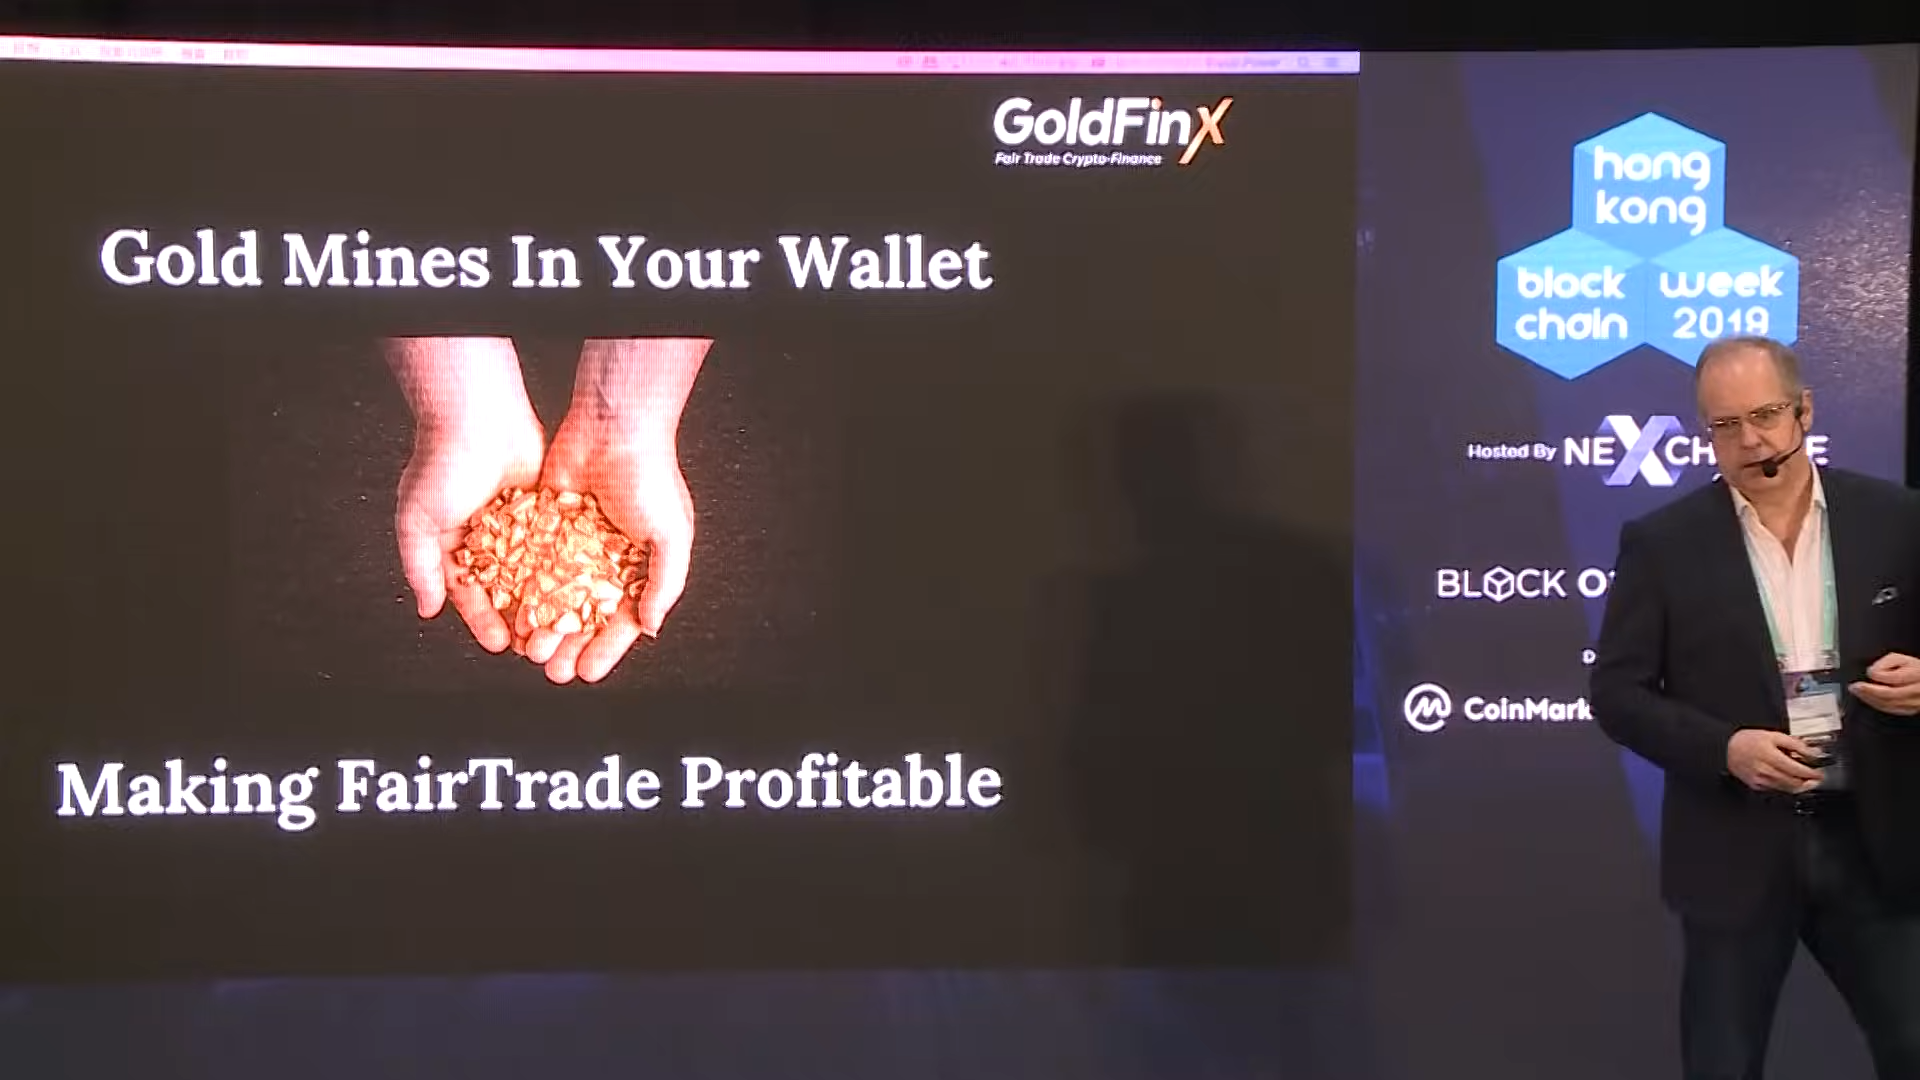 GoldFinX
Fair Trade Crypto-Finance
Gold Mines In Your Wallet
Making FairTrade Profitable
hong
kong
block
chain
week
2019
Hosted By
BLOCK
CoinMark